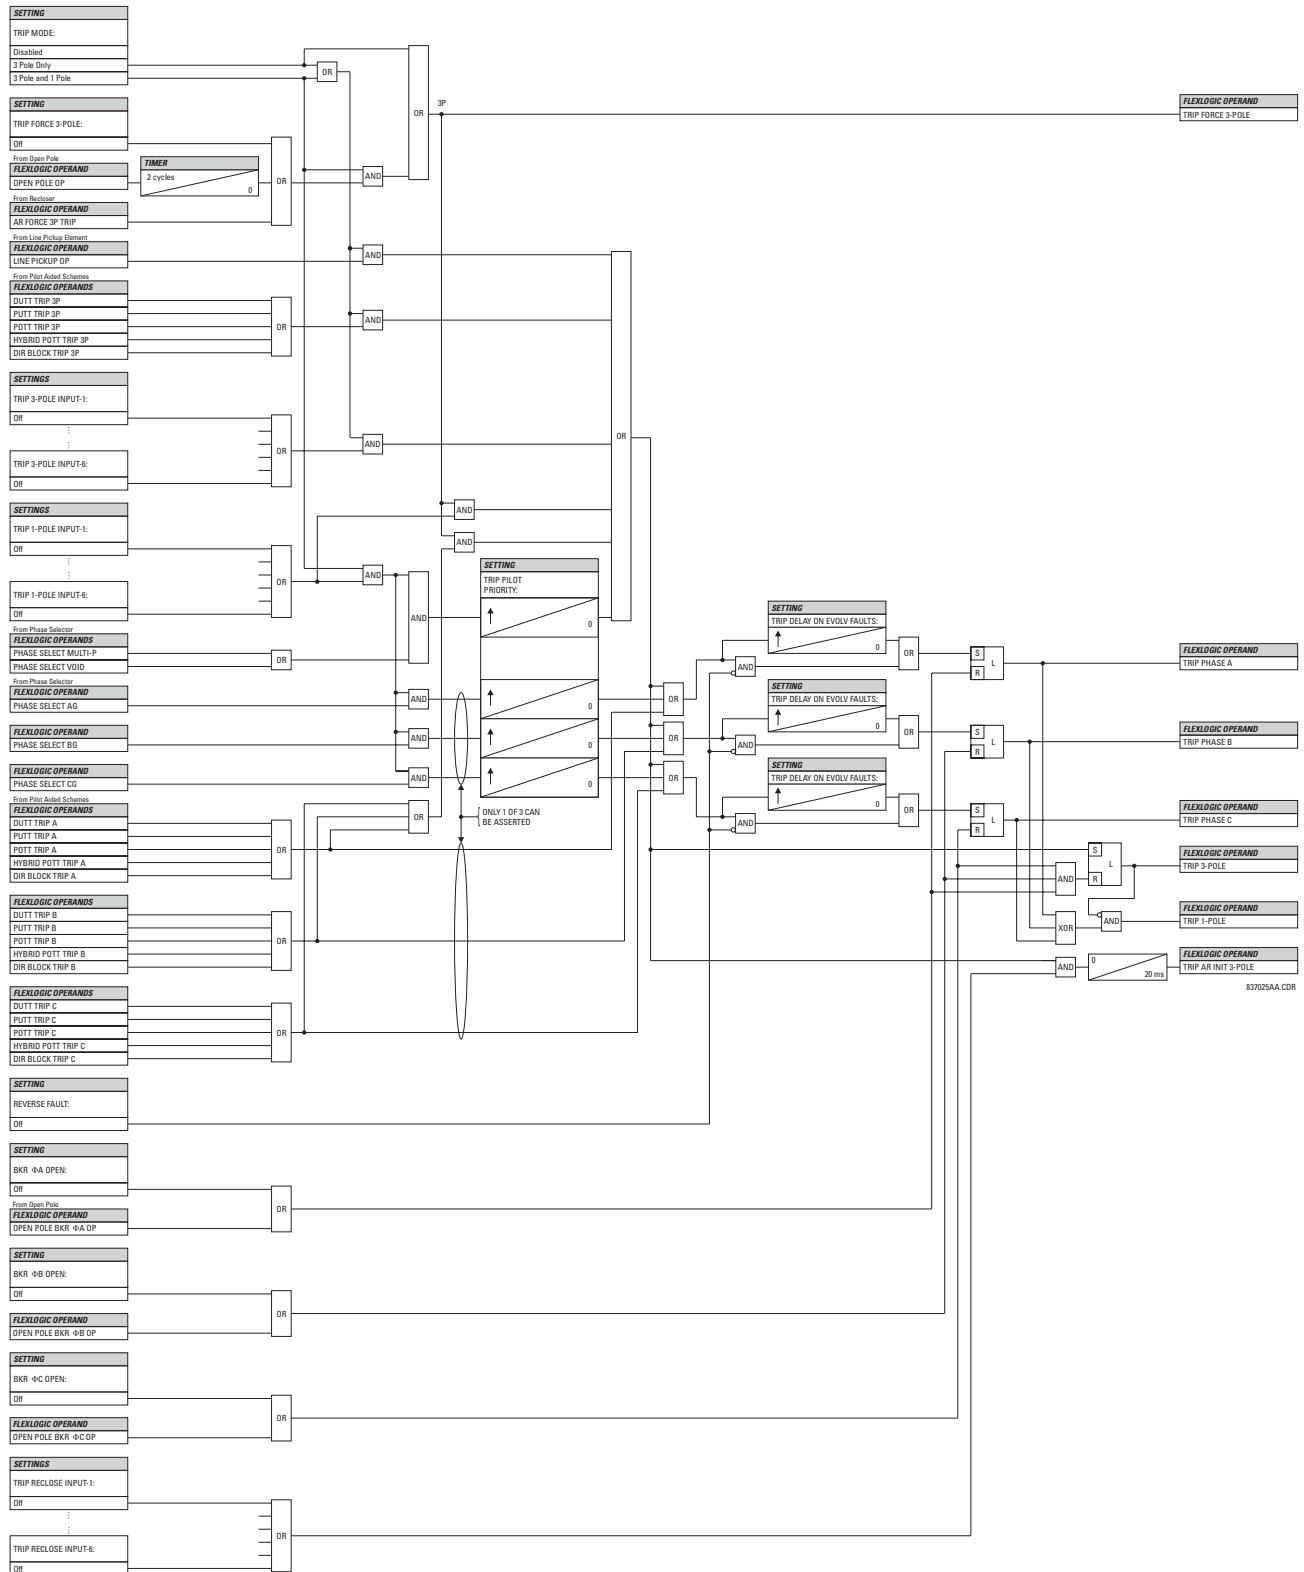 SETTING
TRIP MODE:
Disabled
3 Pole Only
3 Pole and 1 Pole
OR
OR
3P
FLEXLOGIC OPERAND
TRIP FORCE 3-POLE
SETTING
TRIP FORCE 3-POLE:
Off
From Open Pole
FLEXLOGIC OPERAND
OPEN POLE OP
TIMER
2 cycles
0
OR
AND
From Recloser
FLEXLOGIC OPERAND
AR FORCE 3P TRIP
From Line Pickup Element
FLEXLOGIC OPERAND
LINE PICKUP OP
AND
From Pilot Aided Schemes
FLEXLOGIC OPERANDS
DUTT TRIP 3P
PUTT TRIP 3P
POTT TRIP 3P
HYBRID POTT TRIP 3P
DIR BLOCK TRIP 3P
OR
AND
SETTINGS
TRIP 3-POLE INPUT-1:
Off
TRIP 3-POLE INPUT-6:
Off
OR
AND
OR
SETTINGS
TRIP 1-POLE INPUT-1:
Off
TRIP 1-POLE INPUT-6:
Off
OR
AND
AND
AND
AND
SETTING
TRIP PILOT
PRIORITY:
0
From Phase Selector
FLEXLOGIC OPERANDS
PHASE SELECT MULTI-P
PHASE SELECT VOID
OR
From Phase Selector
FLEXLOGIC OPERAND
PHASE SELECT AG
AND
0
OR
AND
SETTING
TRIP DELAY ON EVOLV FAULTS:
0
OR
S
R
L
FLEXLOGIC OPERAND
TRIP PHASE A
FLEXLOGIC OPERAND
PHASE SELECT BG
AND
0
OR
AND
SETTING
TRIP DELAY ON EVOLV FAULTS:
0
OR
S
R
L
FLEXLOGIC OPERAND
TRIP PHASE B
FLEXLOGIC OPERAND
PHASE SELECT CG
AND
0
OR
AND
SETTING
TRIP DELAY ON EVOLV FAULTS:
0
OR
S
R
L
FLEXLOGIC OPERAND
TRIP PHASE C
From Pilot Aided Schemes
FLEXLOGIC OPERANDS
DUTT TRIP A
PUTT TRIP A
POTT TRIP A
HYBRID POTT TRIP A
DIR BLOCK TRIP A
OR
OR
ONLY 1 OF 3 CAN
BE ASSERTED
AND
S
R
L
FLEXLOGIC OPERAND
TRIP 3-POLE
FLEXLOGIC OPERANDS
DUTT TRIP B
PUTT TRIP B
POTT TRIP B
HYBRID POTT TRIP B
DIR BLOCK TRIP B
OR
XOR
AND
FLEXLOGIC OPERAND
TRIP 1-POLE
AND
0
20 ms
FLEXLOGIC OPERAND
TRIP AR INIT 3-POLE
837025AA.CDR
FLEXLOGIC OPERANDS
DUTT TRIP C
PUTT TRIP C
POTT TRIP C
HYBRID POTT TRIP C
DIR BLOCK TRIP C
OR
SETTING
REVERSE FAULT:
Off
SETTING
BKR ΦA OPEN:
Off
From Open Pole
FLEXLOGIC OPERAND
OPEN POLE BKR ΦA OP
OR
SETTING
BKR ΦB OPEN:
Off
FLEXLOGIC OPERAND
OPEN POLE BKR ΦB OP
OR
SETTING
BKR ΦC OPEN:
Off
FLEXLOGIC OPERAND
OPEN POLE BKR ΦC OP
OR
SETTINGS
TRIP RECLOSE INPUT-1:
Off
TRIP RECLOSE INPUT-6:
Off
OR